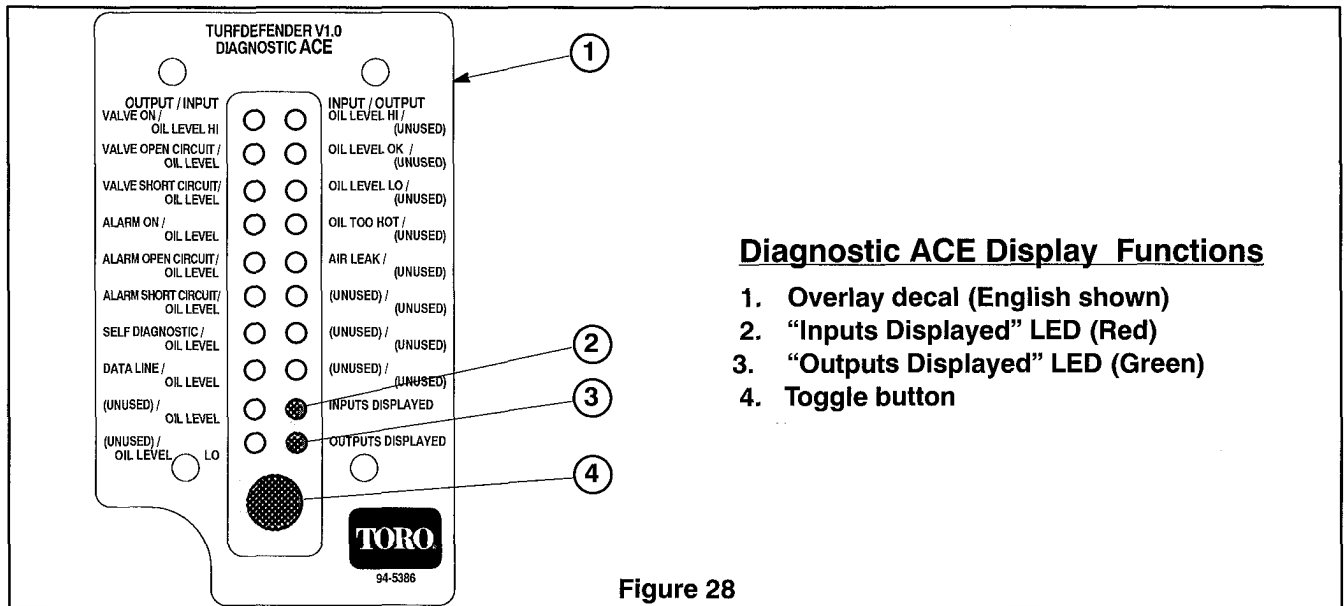 TURFDEFENDER V1.0
DIAGNOSTIC ACE
OUTPUT / INPUT
VALVE ON /
OIL LEVEL HI
VALVE OPEN CIRCUIT /
OIL LEVEL
VALVE SHORT CIRCUIT/
OIL LEVEL
ALARM ON /
OIL LEVEL
ALARM OPEN CIRCUIT/
OIL LEVEL
ALARM SHORT CIRCUIT/
OIL LEVEL
SELF DIAGNOSTIC /
OIL LEVEL
DATA LINE /
OIL LEVEL
(UNUSED) /
OIL LEVEL
(UNUSED) /
OIL LEVEL LO
INPUT / OUTPUT
OIL LEVEL HI /
(UNUSED)
OIL LEVEL OK /
(UNUSED)
OIL LEVEL LO /
(UNUSED)
OIL TOO HOT /
(UNUSED)
AIR LEAK /
(UNUSED)
(UNUSED) /
(UNUSED)
(UNUSED) /
(UNUSED)
(UNUSED) /
(UNUSED)
INPUTS DISPLAYED
OUTPUTS DISPLAYED
TORO
94-5386
1
2
3
4
Diagnostic ACE Display Functions
1. Overlay decal (English shown)
2. “Inputs Displayed” LED (Red)
3. “Outputs Displayed” LED (Green)
4. Toggle button
Figure 28